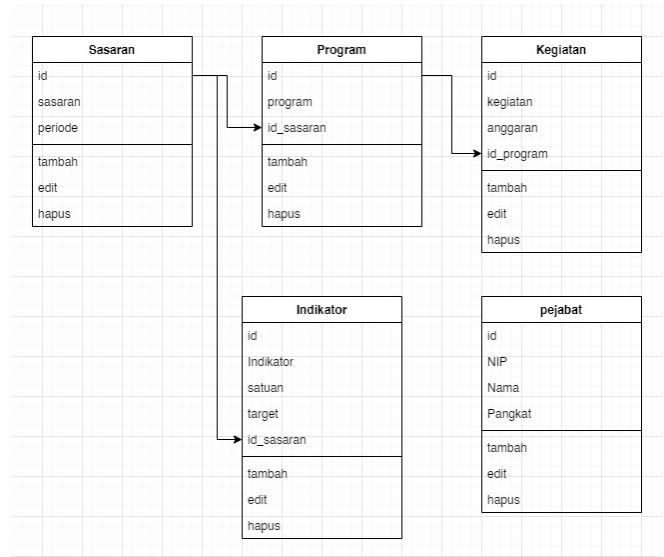 Sasaran
id
sasaran
periode
tambah
edit
hapus
Program
id
program
id_sasaran
tambah
edit
hapus
Kegiatan
id
kegiatan
anggaran
id_program
tambah
edit
hapus
Indikator
id
Indikator
satuan
target
id_sasaran
tambah
edit
hapus
pejabat
id
NIP
Nama
Pangkat
tambah
edit
hapus